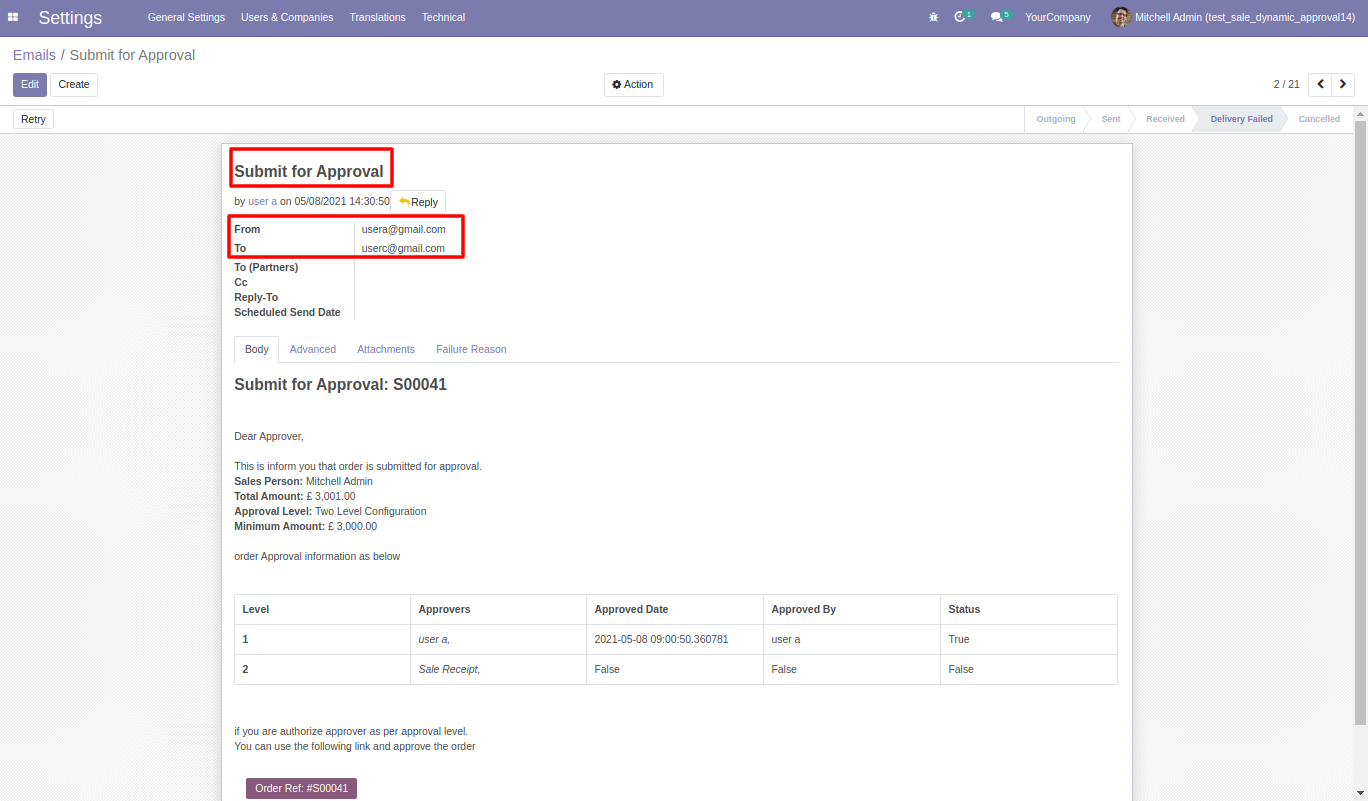 Settings General Settings Users & Companies Translations Technical 1 5 YourCompany Mitchell Admin (test_sale_dynamic_approval14)
Emails / Submit for Approval
Edit Create Action 2 / 21
Retry Outgoing Sent Received Delivery Failed Cancelled
Submit for Approval
by user a on 05/08/2021 14:30:50 Reply
From usera@gmail.com
To userc@gmail.com
To (Partners)
Cc
Reply-To
Scheduled Send Date
Body Advanced Attachments Failure Reason
Submit for Approval: S00041
Dear Approver,
This is inform you that order is submitted for approval.
Sales Person: Mitchell Admin
Total Amount: £ 3,001.00
Approval Level: Two Level Configuration
Minimum Amount: £ 3,000.00
order Approval information as below
Level Approvers Approved Date Approved By Status
1 user a, 2021-05-08 09:00:50.360781 user a True
2 Sale Receipt, False False False
if you are authorize approver as per approval level.
You can use the following link and approve the order
Order Ref: #S00041